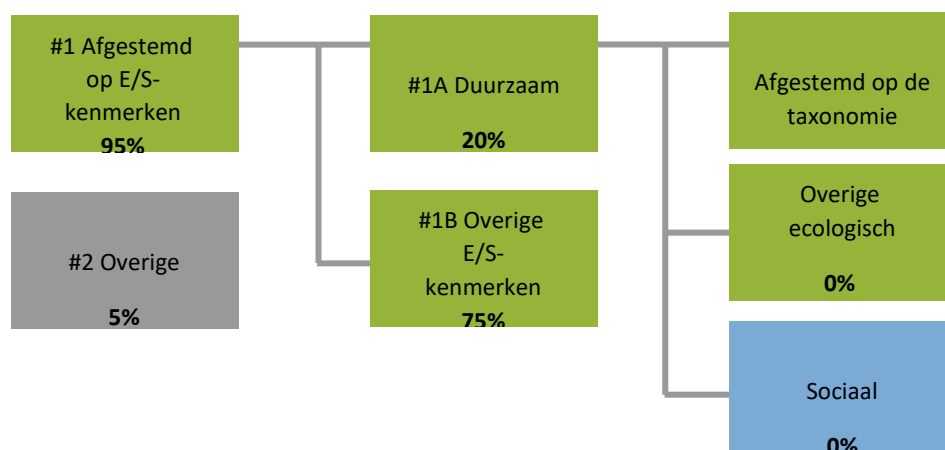 #1 Afgestemd
op E/S-
kenmerken
95%
#1A Duurzaam
20%
Afgestemd op de
taxonomie
#2 Overige
5%
#1B Overige
E/S-
kenmerken
75%
Overige
ecologisch
0%
Sociaal
0%